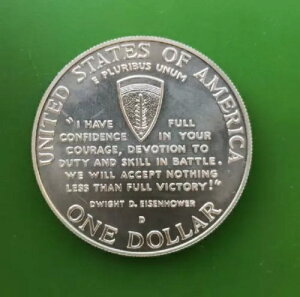 UNITED STATES OF AMERICA
E PLURIBUS UNUM
"I HAVE FULL
CONFIDENCE IN YOUR
COURAGE, DEVOTION TO
DUTY AND SKILL IN BATTLE.
WE WILL ACCEPT NOTHING
LESS THAN FULL VICTORY!"
DWIGHT D. EISENHOWER
D
ONE DOLLAR